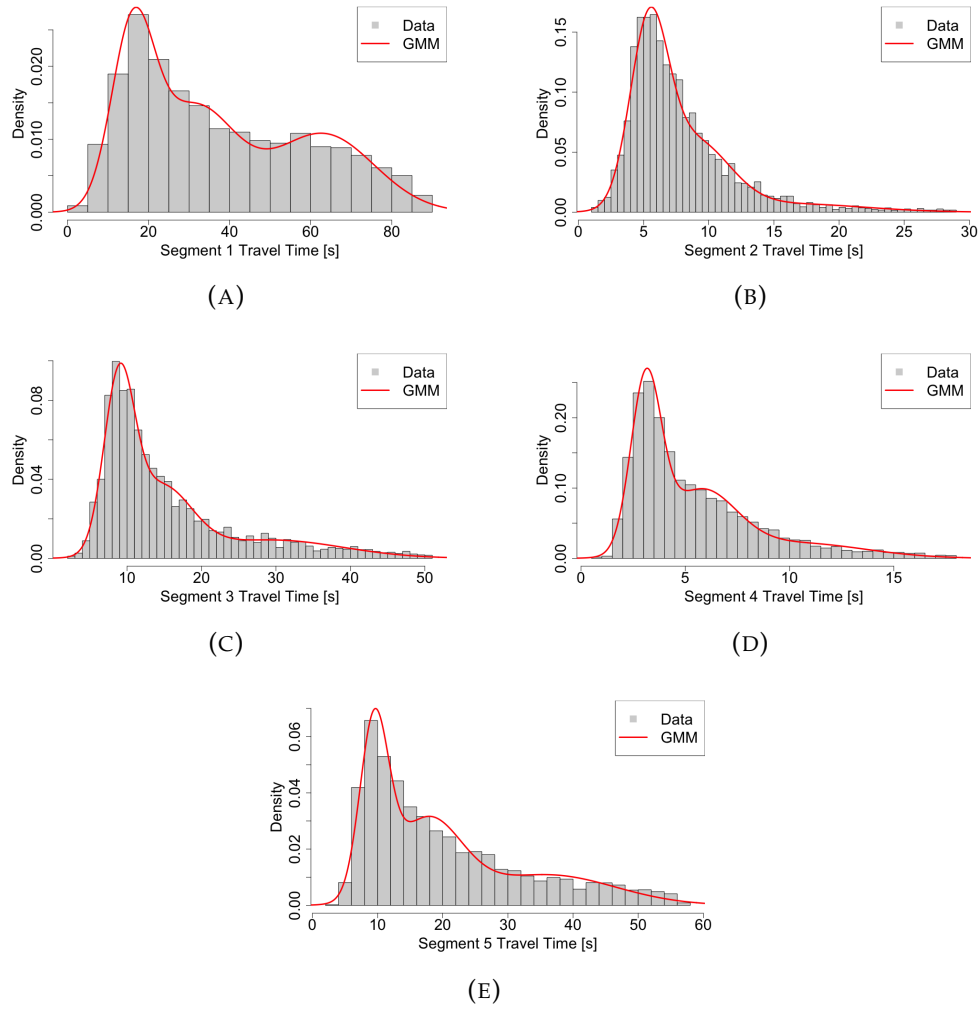 Data
GMM
Density
0.000 0.010 0.020
0 20 40 60 80
Segment 1 Travel Time [s]
(A)
Data
GMM
Density
0.00 0.05 0.10 0.15
0 5 10 15 20 25 30
Segment 2 Travel Time [s]
(B)
Data
GMM
Density
0.00 0.04 0.08
10 20 30 40 50
Segment 3 Travel Time [s]
(C)
Data
GMM
Density
0.00 0.10 0.20
0 5 10 15
Segment 4 Travel Time [s]
(D)
Data
GMM
Density
0.00 0.02 0.04 0.06
0 10 20 30 40 50 60
Segment 5 Travel Time [s]
(E)